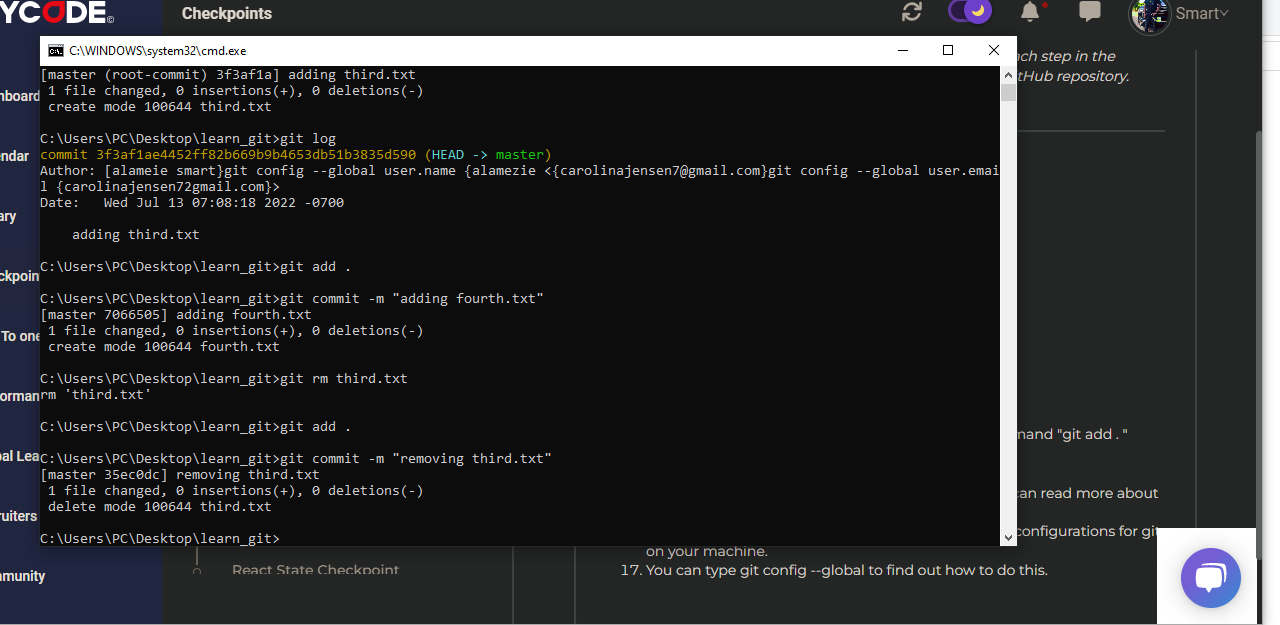 YCODE©
Checkpoints
Smart
C:\WINDOWS\system32\cmd.exe
[master (root-commit) 3f3af1a] adding third.txt
 1 file changed, 0 insertions(+), 0 deletions(-)
 create mode 100644 third.txt
C:\Users\PC\Desktop\learn_git>git log
commit 3f3af1ae4452ff82b669b9b4653db51b3835d590 (HEAD -> master)
Author: [alameie smart}git config --global user.name {alamezie <{carolinajensen7@gmail.com}git config --global user.emai
l {carolinajensen72gmail.com}>
Date:   Wed Jul 13 07:08:18 2022 -0700
    adding third.txt
C:\Users\PC\Desktop\learn_git>git add .
C:\Users\PC\Desktop\learn_git>git commit -m "adding fourth.txt"
[master 7066505] adding fourth.txt
 1 file changed, 0 insertions(+), 0 deletions(-)
 create mode 100644 fourth.txt
C:\Users\PC\Desktop\learn_git>git rm third.txt
rm 'third.txt'
C:\Users\PC\Desktop\learn_git>git add .
C:\Users\PC\Desktop\learn_git>git commit -m "removing third.txt"
[master 35ec0dc] removing third.txt
 1 file changed, 0 insertions(+), 0 deletions(-)
 delete mode 100644 third.txt
C:\Users\PC\Desktop\learn_git>
nboard
endar
ary
ckpoin
To one
orman
bal Lea
ruiters
nmunity
ach step in the
tHub repository.
mand "git add . "
can read more about
configurations for git
on your machine.
17. You can type git config --global to find out how to do this.
React State Checkpoint